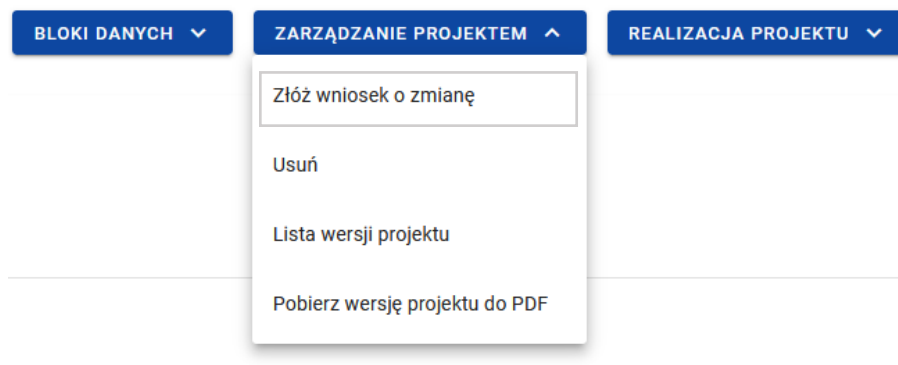 BLOKI DANYCH
ZARZĄDZANIE PROJEKTEM
REALIZACJA PROJEKTU
Złóż wniosek o zmianę
Usuń
Lista wersji projektu
Pobierz wersję projektu do PDF